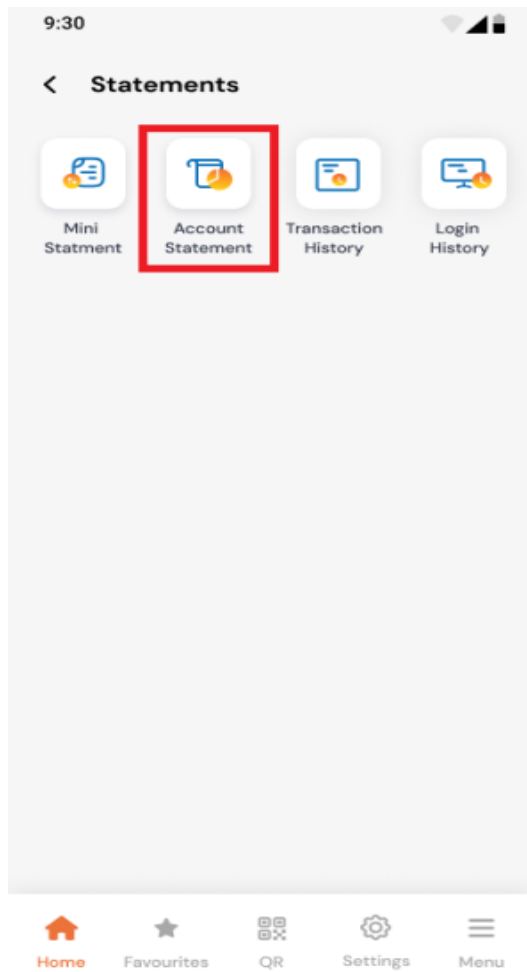 9:30
Statements
Mini
Statment
Account
Statement
Transaction
History
Login
History
Home
Favourites
QR
Settings
Menu